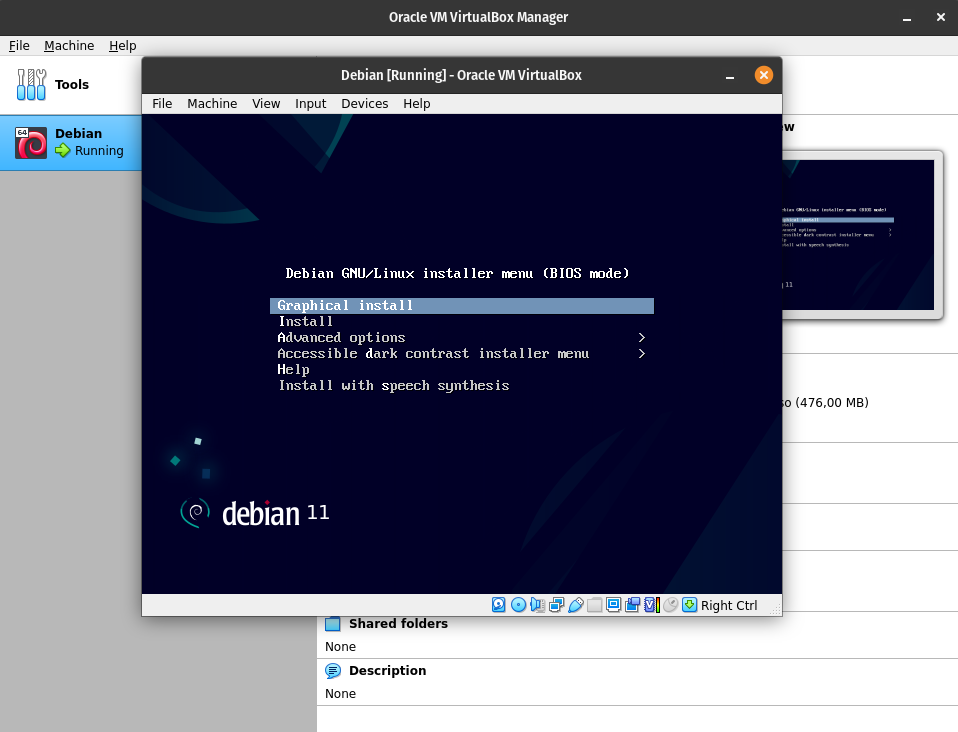 Oracle VM VirtualBox Manager
File Machine Help
Tools
64
Debian
Running
Debian [Running] - Oracle VM VirtualBox
File Machine View Input Devices Help
Debian GNU/Linux installer menu (BIOS mode)
Graphical install
Install
Advanced options >
Accessible dark contrast installer menu >
Help
Install with speech synthesis
debian 11
V
Right Ctrl
(476,00 MB)
Shared folders
None
Description
None